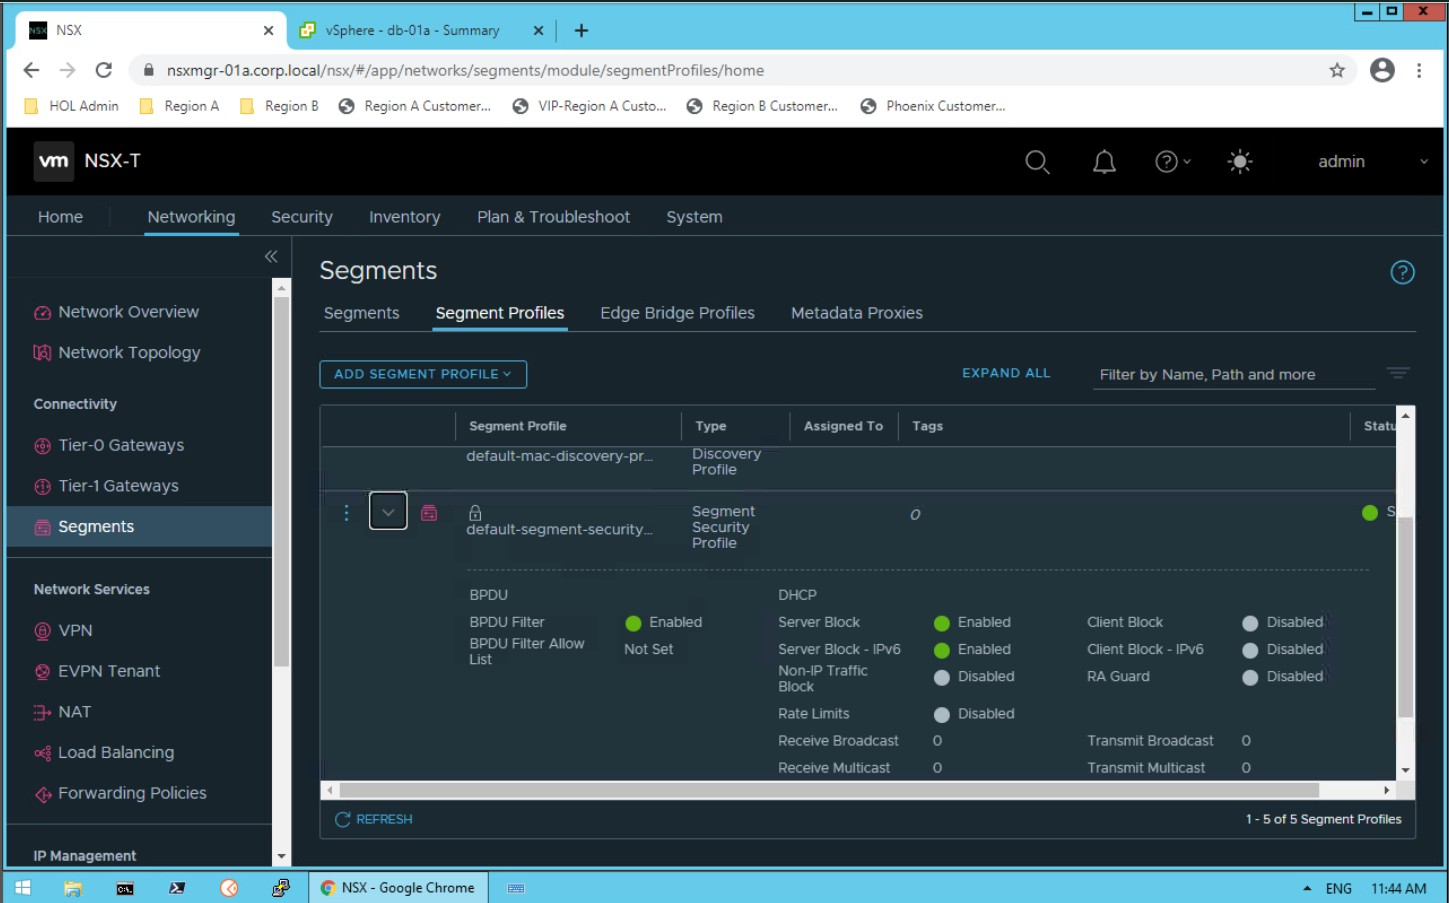 NSX
vSphere - db-01a - Summary
nsxmgr-01a.corp.local/nsx/#/app/networks/segments/module/segmentProfiles/home
HOL Admin
Region A
Region B
Region A Customer...
VIP-Region A Custo...
Region B Customer...
Phoenix Customer...
vm NSX-T
admin
Home
Networking
Security
Inventory
Plan & Troubleshoot
System
Network Overview
Network Topology
Connectivity
Tier-0 Gateways
Tier-1 Gateways
Segments
Network Services
VPN
EVPN Tenant
NAT
Load Balancing
Forwarding Policies
IP Management
Segments
Segments
Segment Profiles
Edge Bridge Profiles
Metadata Proxies
ADD SEGMENT PROFILE
EXPAND ALL
Filter by Name, Path and more
Segment Profile
Type
Assigned To
Tags
Statu
default-mac-discovery-pr...
Discovery
Profile
default-segment-security...
Segment
Security
Profile
0
S
BPDU
BPDU Filter
Enabled
BPDU Filter Allow
List
Not Set
DHCP
Server Block
Enabled
Client Block
Disabled
Server Block - IPv6
Enabled
Client Block - IPv6
Disabled
Non-IP Traffic
Block
Disabled
RA Guard
Disabled
Rate Limits
Disabled
Receive Broadcast
0
Transmit Broadcast
0
Receive Multicast
0
Transmit Multicast
0
REFRESH
1 - 5 of 5 Segment Profiles
NSX - Google Chrome
ENG
11:44 AM